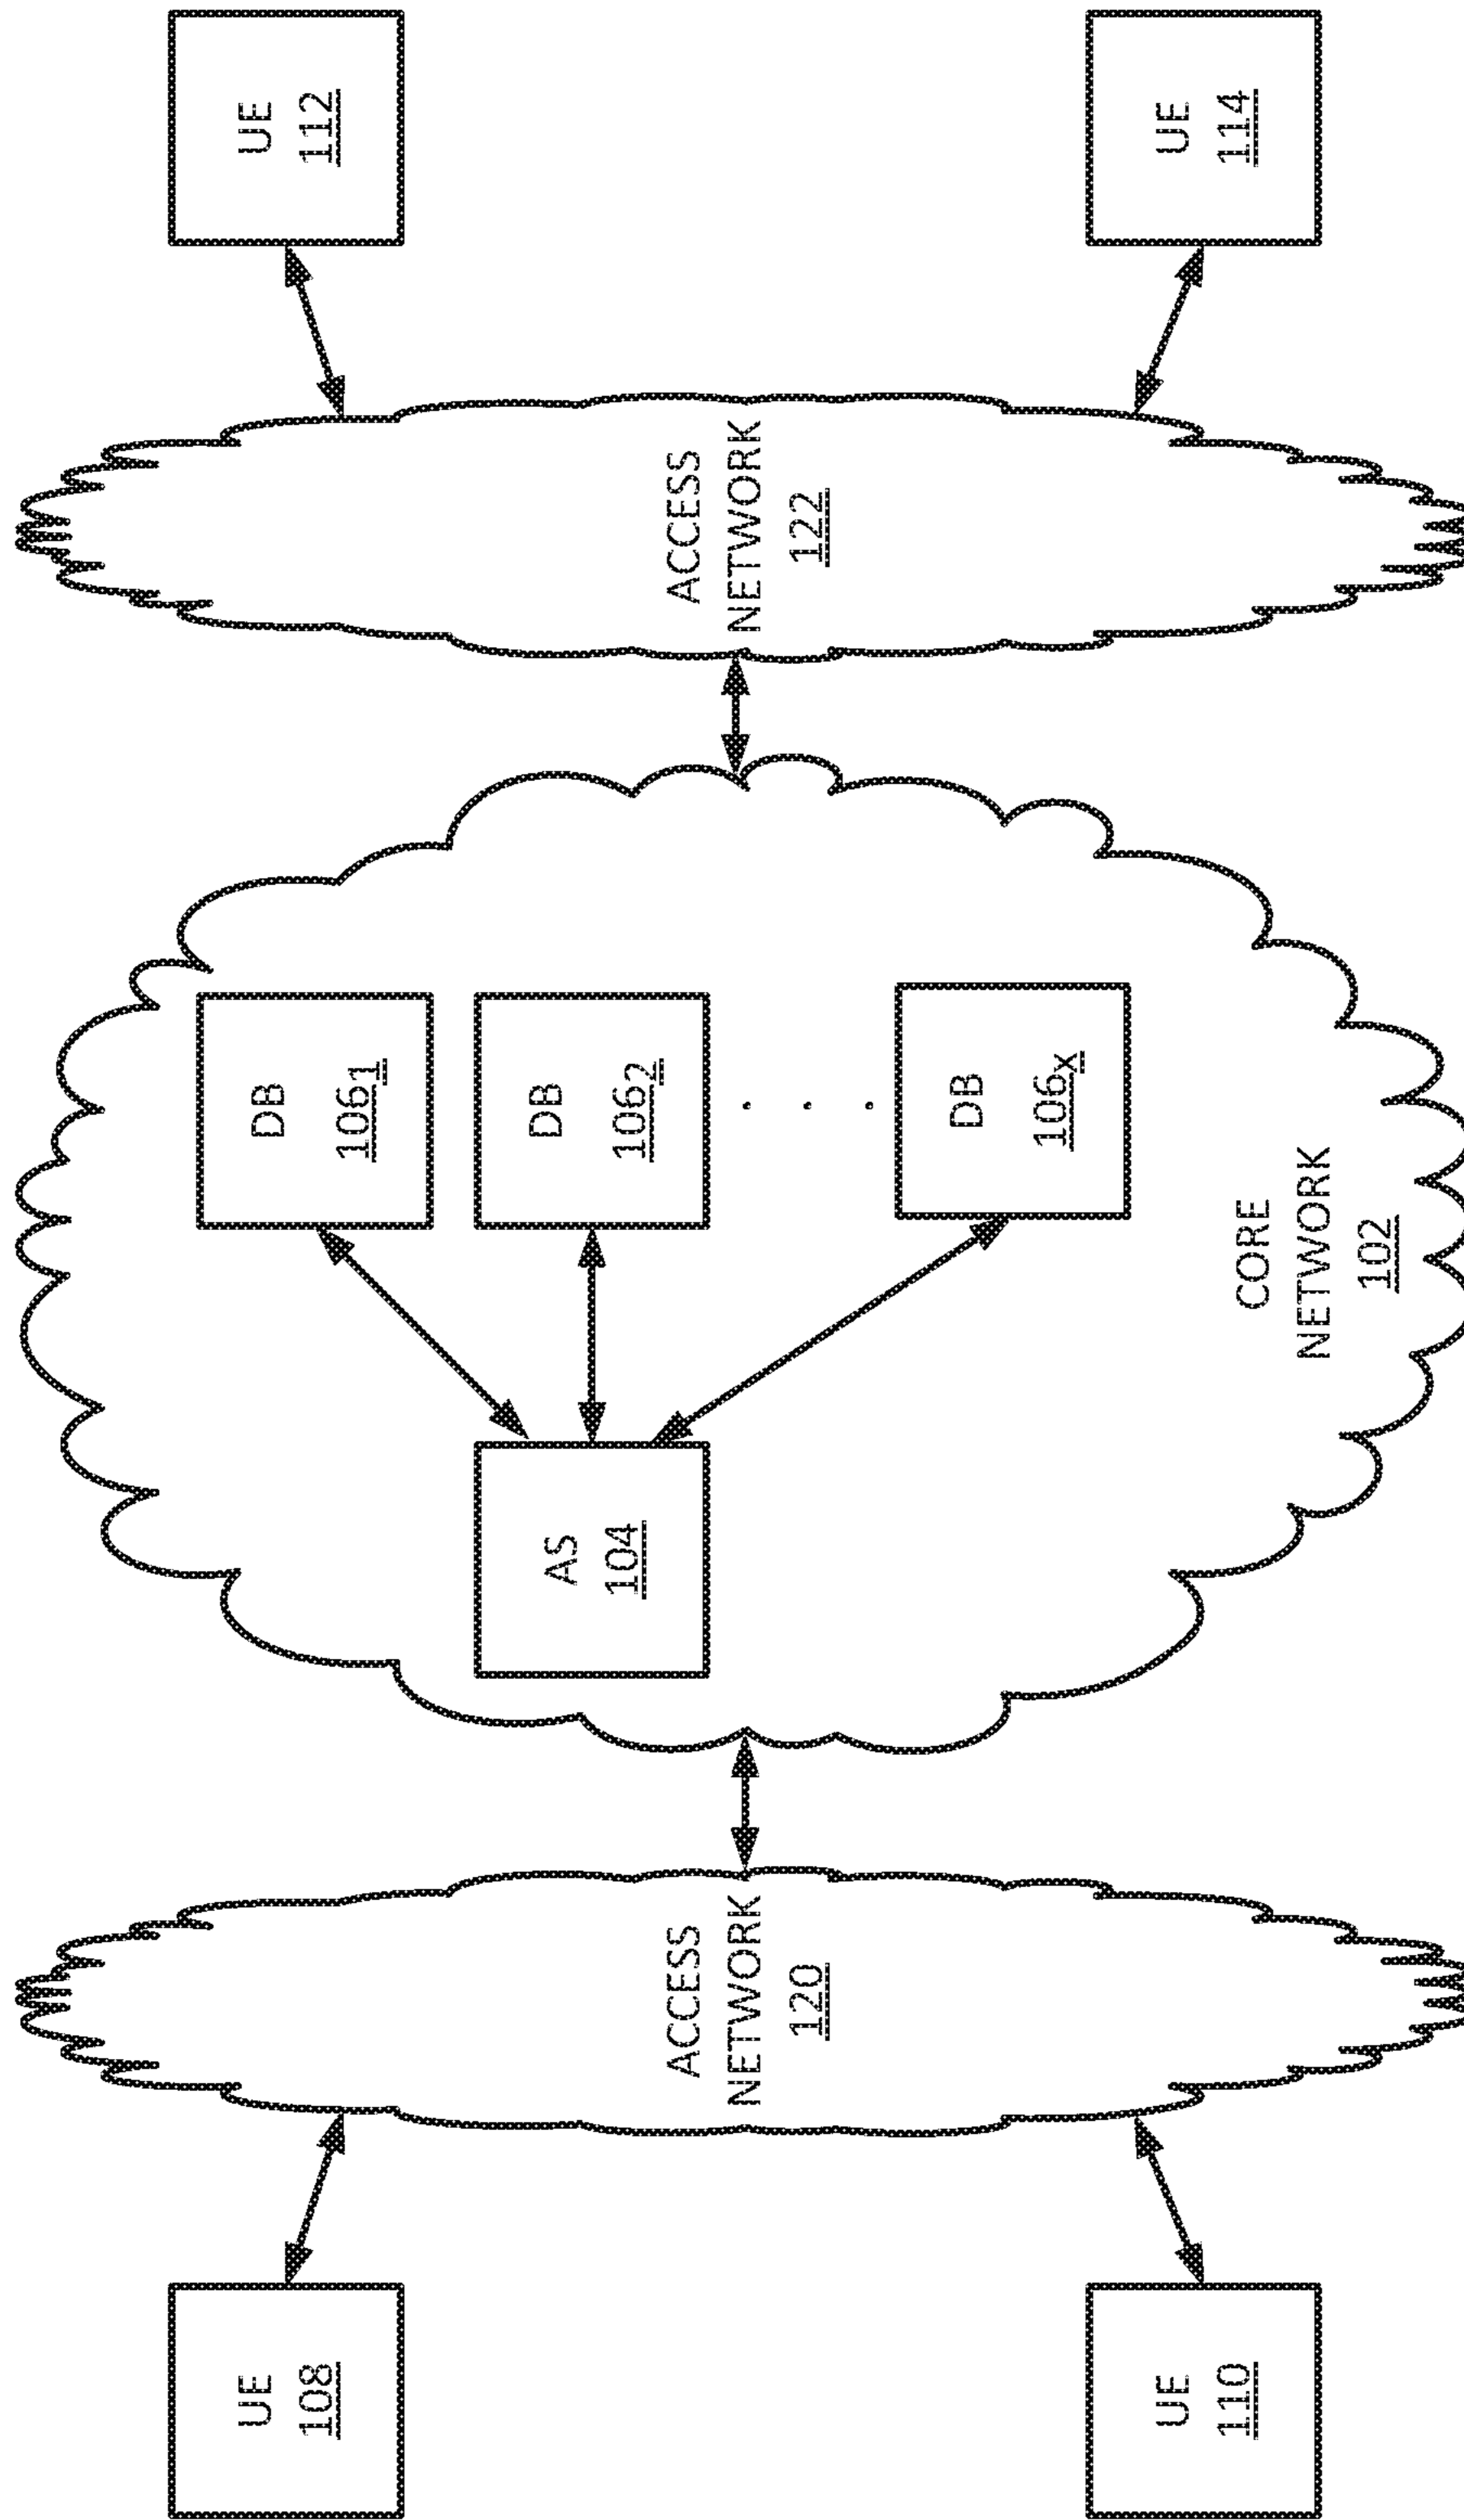 UE
108
UE
110
ACCESS
NETWORK
120
AS
104
DB
106₁
DB
106₂
. . .
DB
106ₓ
CORE
NETWORK
102
ACCESS
NETWORK
122
UE
112
UE
114